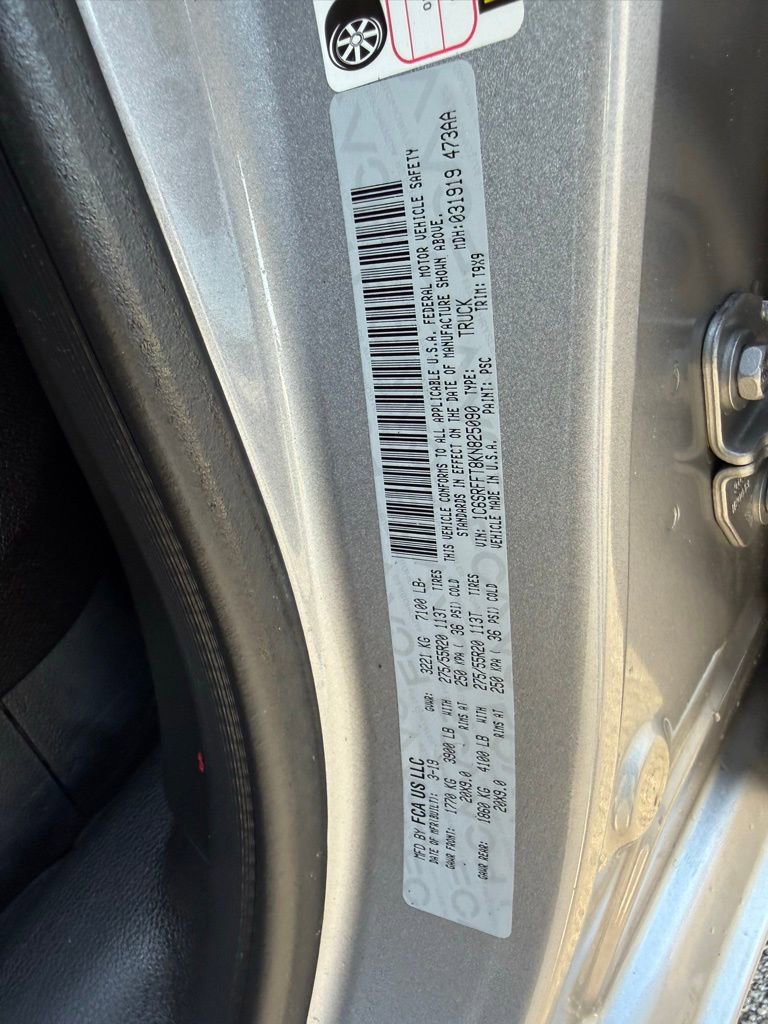 MFD BY FCA US LLC
DATE OF MFR(BUILT): 3-19 GVWR: 3221 KG 7100 LB
GAWR FRONT: 1770 KG 3900 LB WITH 275/55R20 113T TIRES
20X9.0 RIMS AT 250 KPA ( 36 PSI) COLD
GAWR REAR: 1860 KG 4100 LB WITH 275/55R20 113T TIRES
20X9.0 RIMS AT 250 KPA ( 36 PSI) COLD
THIS VEHICLE CONFORMS TO ALL APPLICABLE U.S.A. FEDERAL MOTOR VEHICLE SAFETY
STANDARDS IN EFFECT ON THE DATE OF MANUFACTURE SHOWN ABOVE.
VIN: 1C6SRFFT8KN825090 TYPE: TRUCK MDH:031919 473AA
VEHICLE MADE IN U.S.A. PAINT: PSC TRIM: T9X9